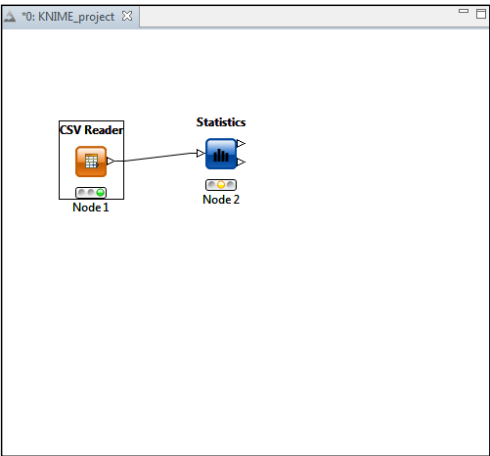 *0: KNIME_project
CSV Reader
Statistics
Node 1
Node 2